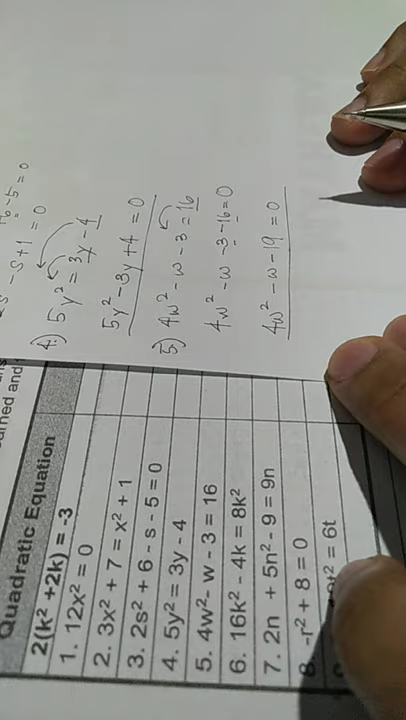 urned and
Quadratic Equation
2(k² +2k) = -3
1. 12x² = 0
2. 3x² + 7 = x² + 1
3. 2s² + 6 - s - 5 = 0
4. 5y² = 3y - 4
5. 4w² - w - 3 = 16
6. 16k² - 4k = 8k²
7. 2n + 5n² - 9 = 9n
8. -r² + 8 = 0
t² = 6t
6 - 5 = 0
- s + 1 = 0
4.) 5y² = 3y - 4
5y² - 3y + 4 = 0
5) 4w² - w - 3 = 16
4w² - w - 3 - 16 = 0
4w² - w - 19 = 0